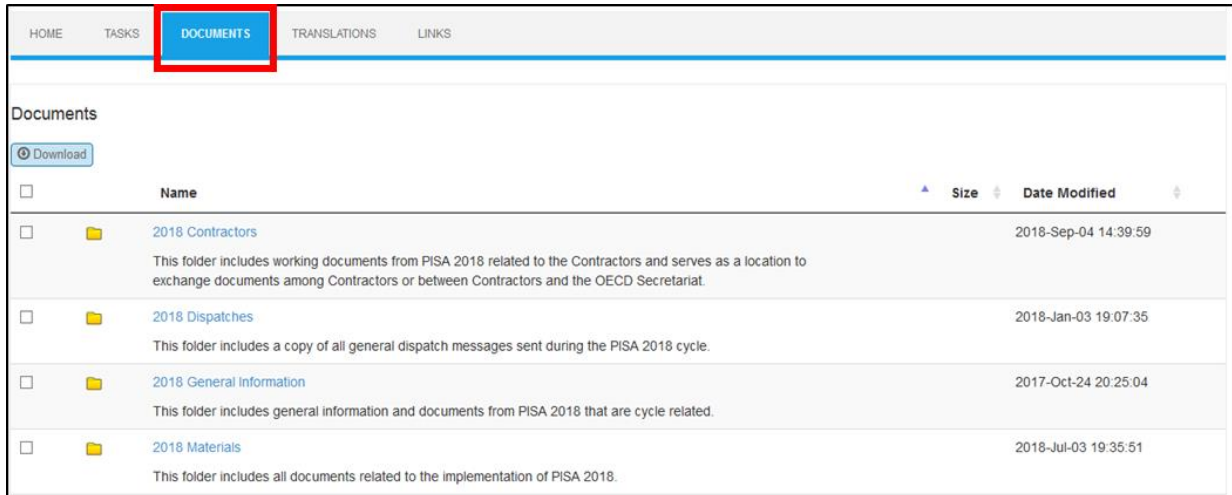 HOME TASKS DOCUMENTS TRANSLATIONS LINKS
Documents
Download
Name Size Date Modified
2018 Contractors 2018-Sep-04 14:39:59
This folder includes working documents from PISA 2018 related to the Contractors and serves as a location to
exchange documents among Contractors or between Contractors and the OECD Secretariat.
2018 Dispatches 2018-Jan-03 19:07:35
This folder includes a copy of all general dispatch messages sent during the PISA 2018 cycle.
2018 General Information 2017-Oct-24 20:25:04
This folder includes general information and documents from PISA 2018 that are cycle related.
2018 Materials 2018-Jul-03 19:35:51
This folder includes all documents related to the implementation of PISA 2018.